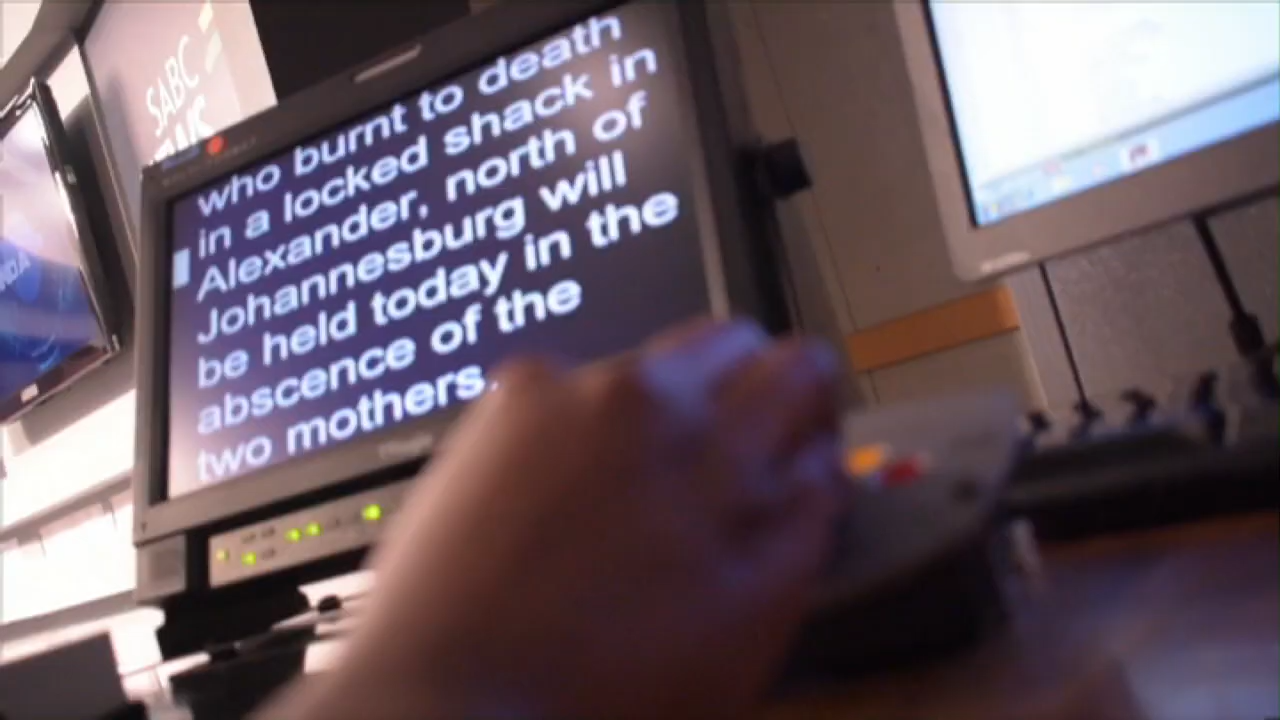 SABC
who burnt to death
in a locked shack in
Alexander, north of
Johannesburg will
be held today in the
abscence of the
two mothers.